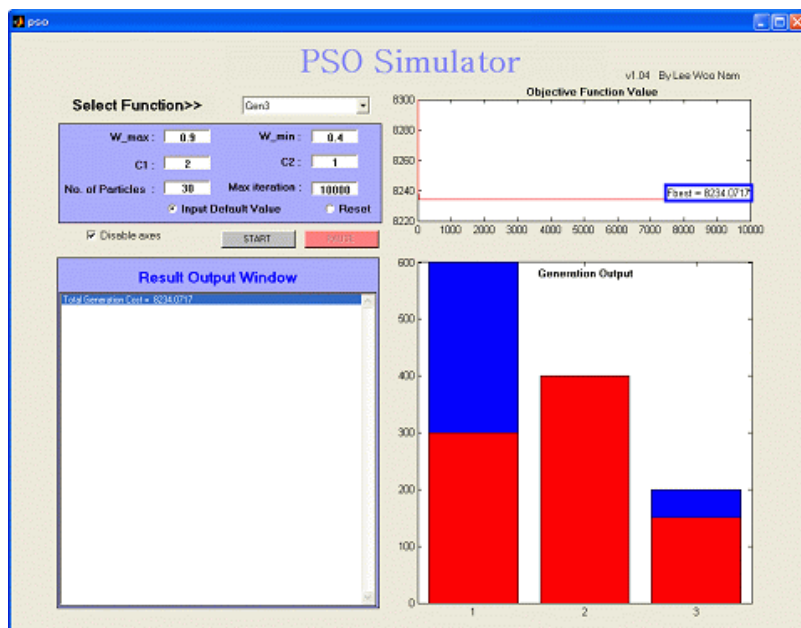 pso
PSO Simulator
v1.04 By Lee Woo Nam
Select Function>>
Gen3
W_max : 0.9 W_min : 0.4
C1 : 2 C2 : 1
No. of Particles : 30 Max iteration : 10000
Input Default Value Reset
Disable axes
START
Objective Function Value
8300
8280
8260
8240
8220
Fbest = 8234.0717
0 1000 2000 3000 4000 5000 6000 7000 8000 9000 10000
Result Output Window
Total Generation Cost = 8234.0717
Generation Output
600
500
400
300
200
100
0
1 2 3